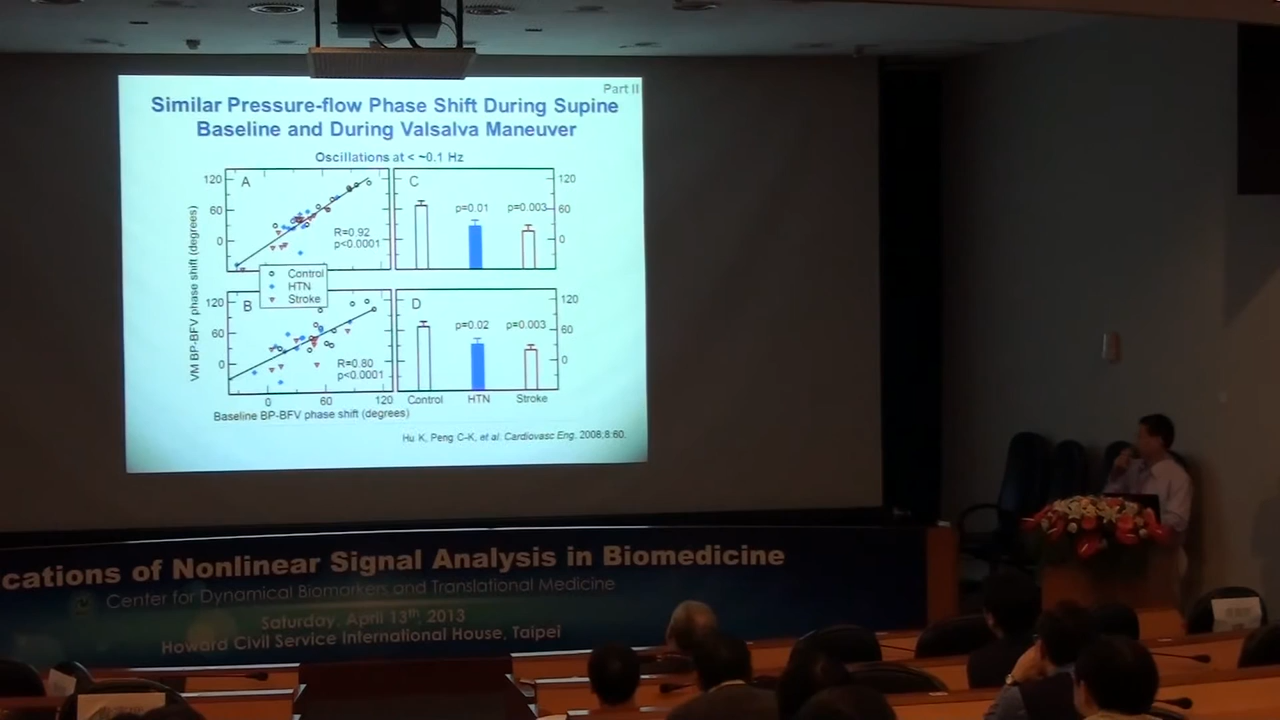 Part II
Similar Pressure-flow Phase Shift During Supine
Baseline and During Valsalva Maneuver
Oscillations at < ~0.1 Hz
VM BP-BFV phase shift (degrees)
120
60
0
A
R=0.92
p<0.0001
C
p=0.01
p=0.003
120
60
0
Control
HTN
Stroke
120
60
0
B
R=0.80
p<0.0001
D
p=0.02
p=0.003
120
60
0
0
60
120
Control
HTN
Stroke
Baseline BP-BFV phase shift (degrees)
Hu K, Peng C-K, et al. Cardiovasc Eng. 2008;8:60.
cations of Nonlinear Signal Analysis in Biomedicine
Center for Dynamical Biomarkers and Translational Medicine
Saturday, April 13th, 2013
Howard Civil Service International House, Taipei